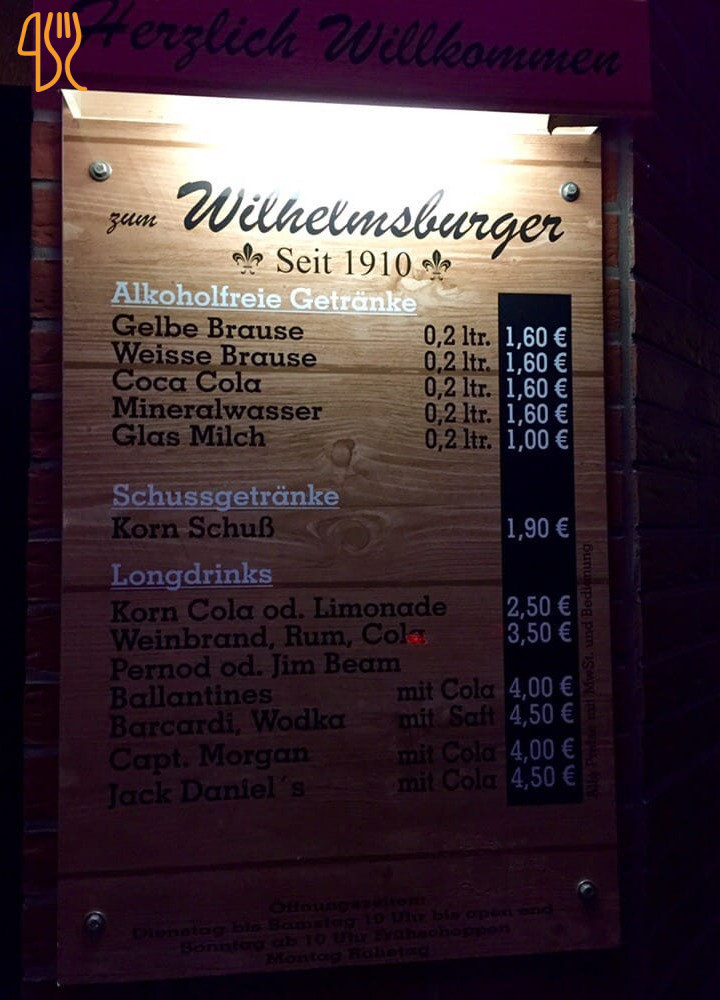 Herzlich Willkommen
zum Wilhelmsburger
Seit 1910
Alkoholfreie Getränke
Gelbe Brause 0,2 ltr. 1,60 €
Weisse Brause 0,2 ltr. 1,60 €
Coca Cola 0,2 ltr. 1,60 €
Mineralwasser 0,2 ltr. 1,60 €
Glas Milch 0,2 ltr. 1,00 €
Schussgetränke
Korn Schuß 1,90 €
Longdrinks
Korn Cola od. Limonade 2,50 €
Weinbrand, Rum, Cola 3,50 €
Pernod od. Jim Beam
Ballantines mit Cola 4,00 €
Barcardi, Wodka mit Saft 4,50 €
Capt. Morgan mit Cola 4,00 €
Jack Daniel´s mit Cola 4,50 €
Alle Preise mit MwSt. und Bedienung
Öffnungszeiten
Dienstag bis Samstag 10 Uhr bis open end
Sonntag ab 10 Uhr Frühschoppen
Montag Ruhetag